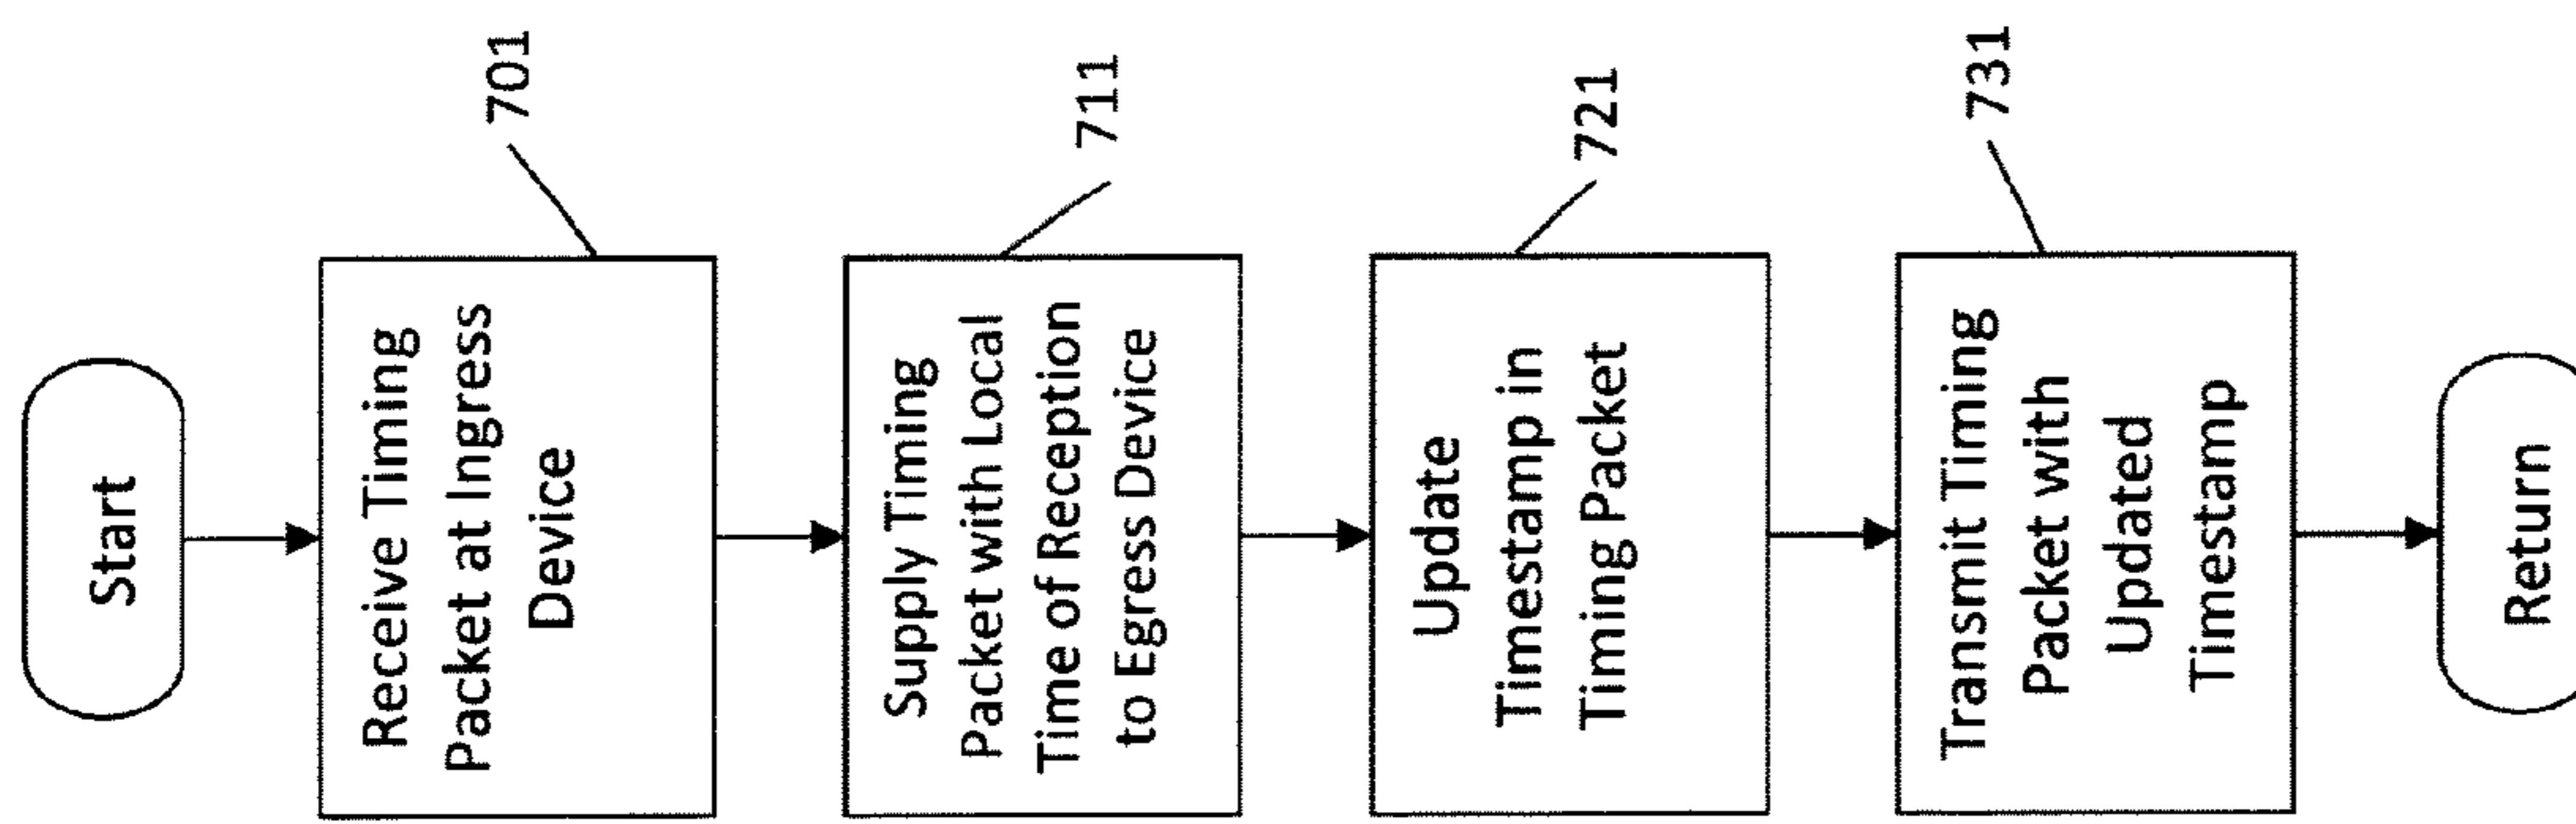 Start
Receive Timing
Packet at Ingress
Device
701
Supply Timing
Packet with Local
Time of Reception
to Egress Device
711
Update
Timestamp in
Timing Packet
721
Transmit Timing
Packet with
Updated
Timestamp
731
Return